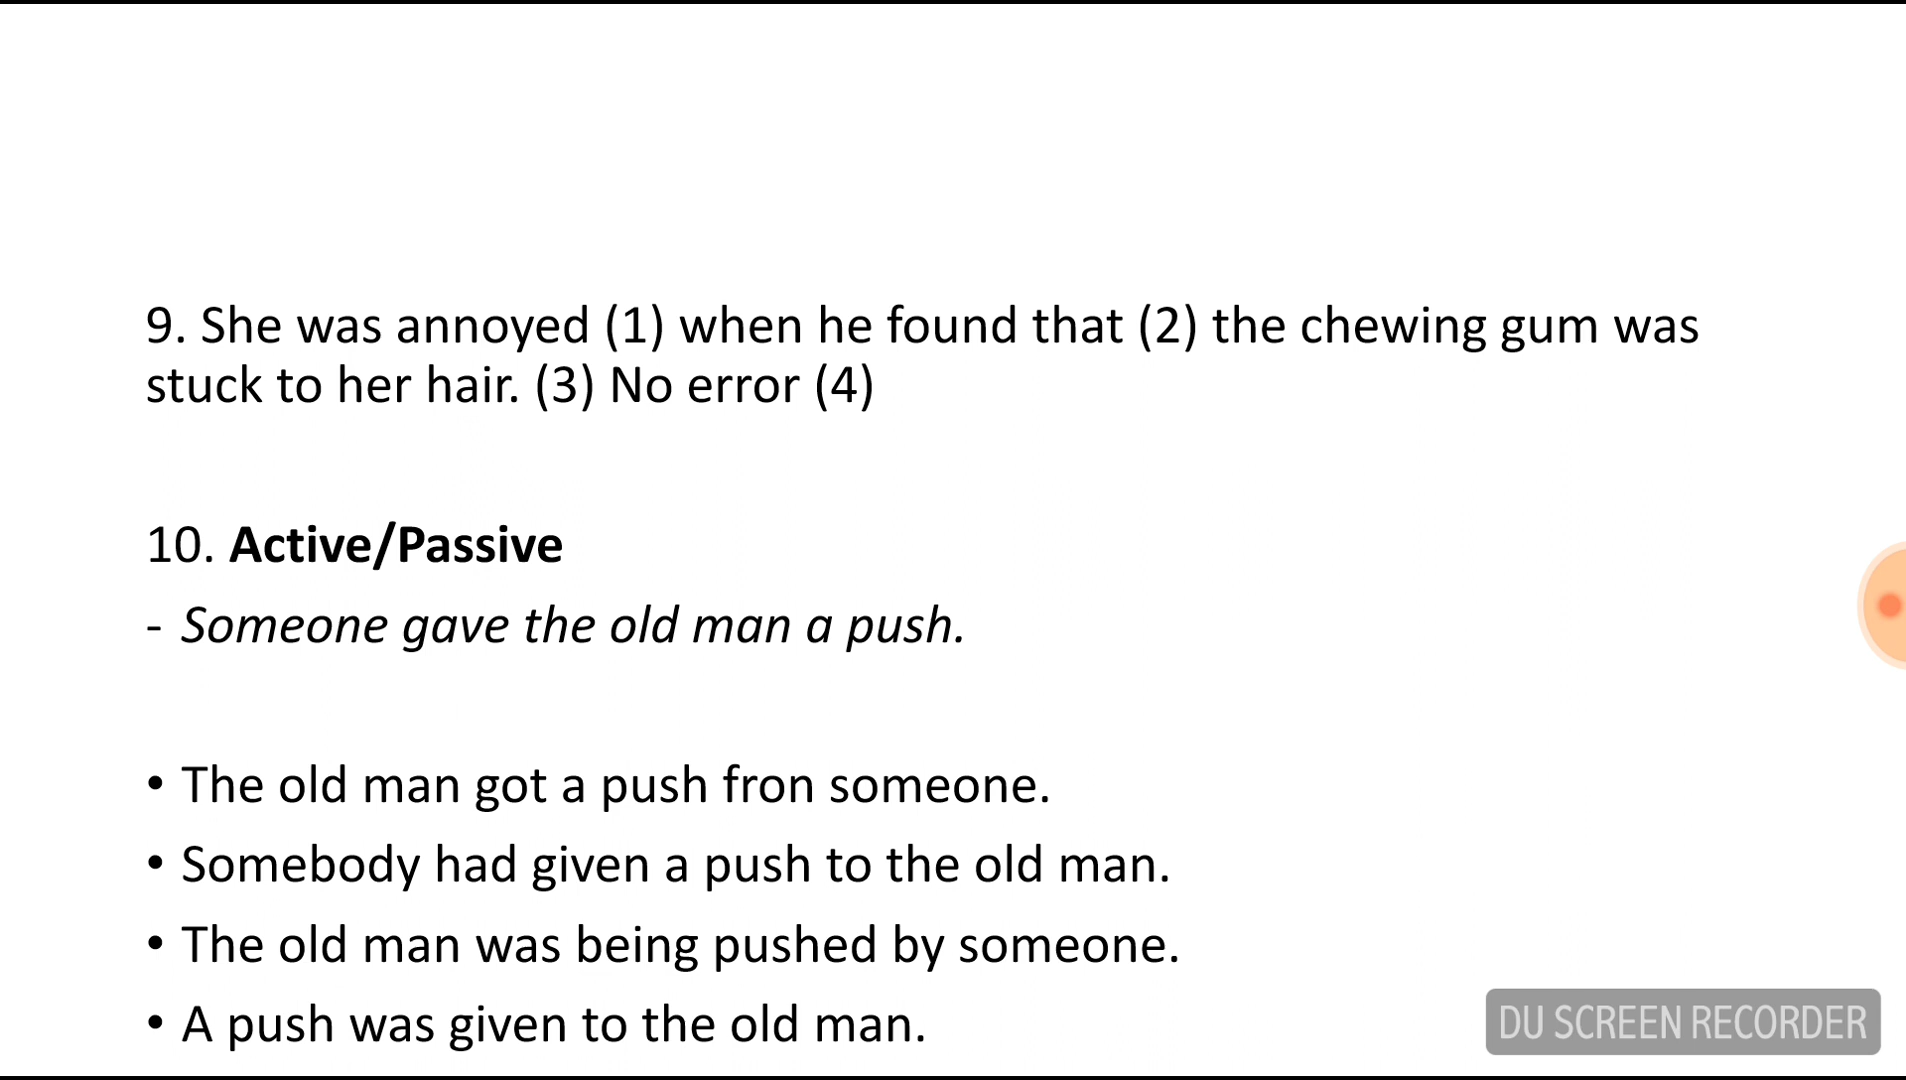 9. She was annoyed (1) when he found that (2) the chewing gum was
stuck to her hair. (3) No error (4)
10. Active/Passive
- Someone gave the old man a push.
• The old man got a push fron someone.
• Somebody had given a push to the old man.
• The old man was being pushed by someone.
• A push was given to the old man.
DU SCREEN RECORDER